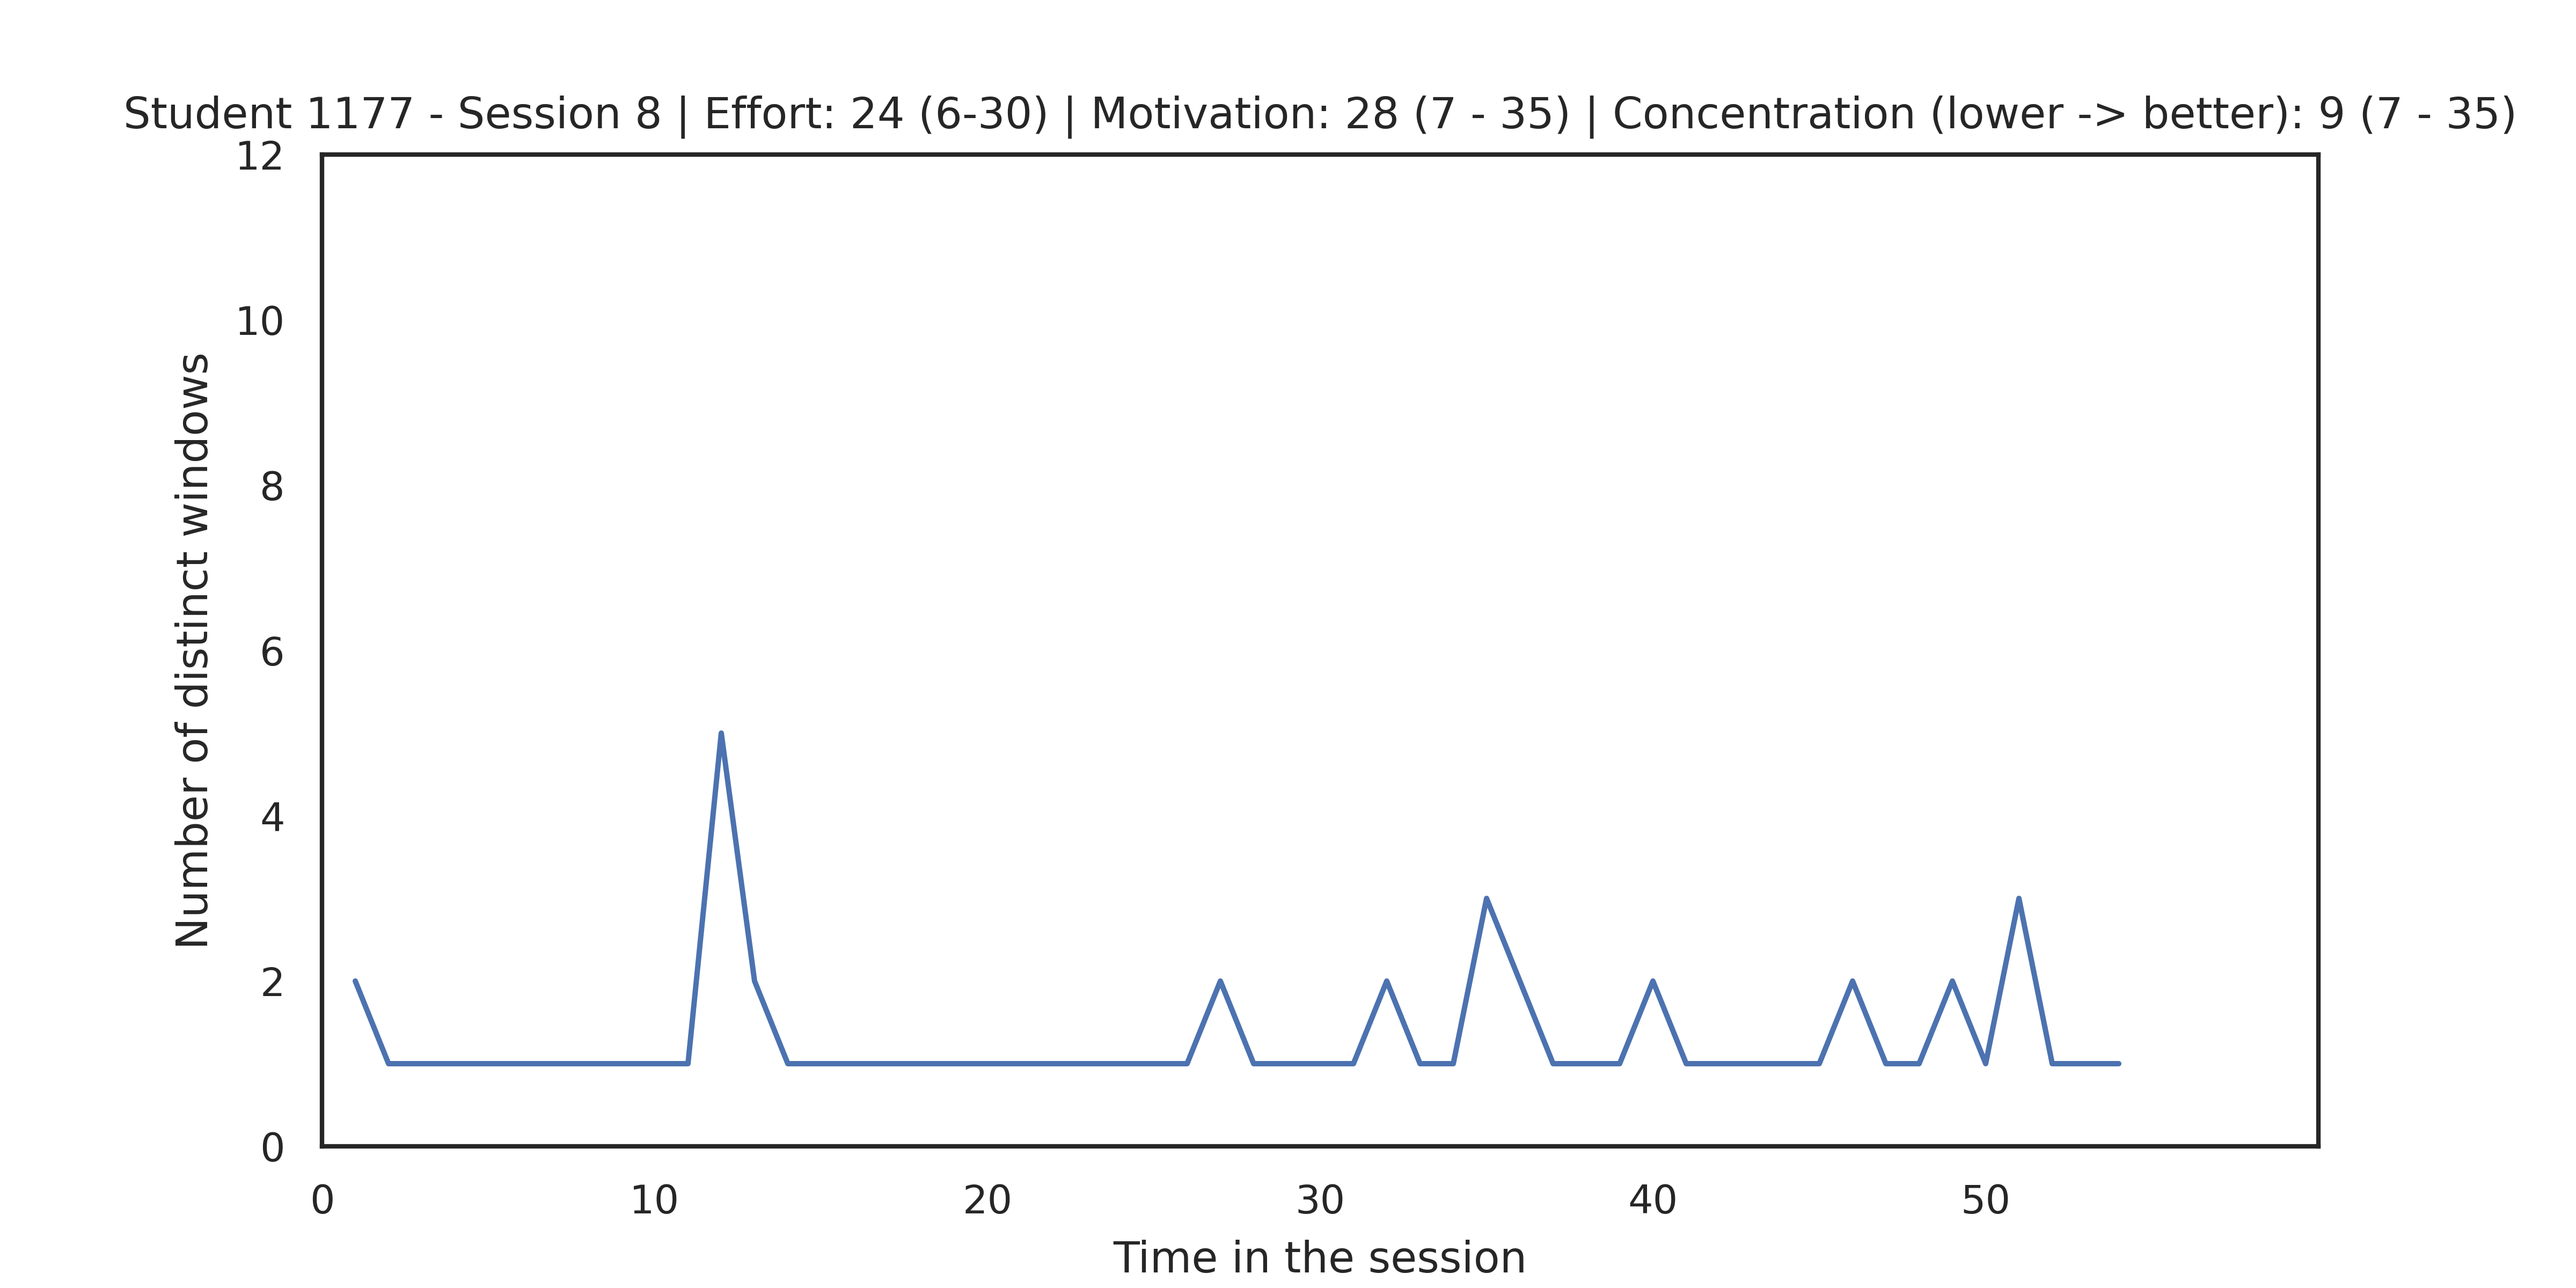 Student 1177 - Session 8 | Effort: 24 (6-30) | Motivation: 28 (7 - 35) | Concentration (lower -> better): 9 (7 - 35)
12
10
8
6
4
2
0
Number of distinct windows
0 10 20 30 40 50
Time in the session